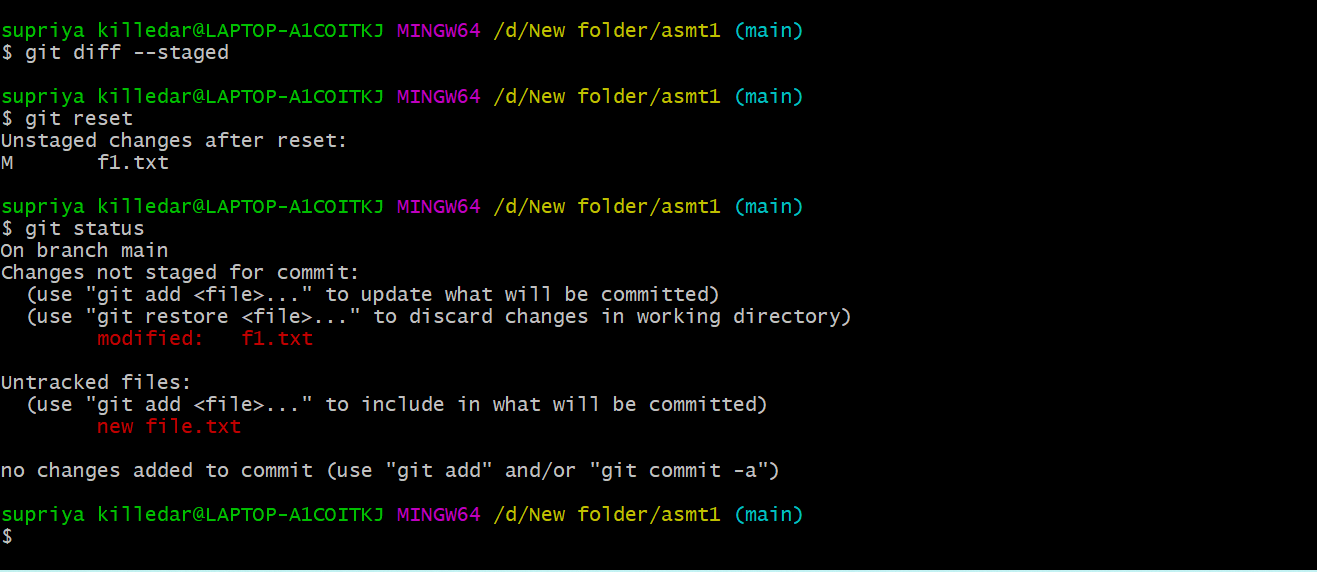 supriya killedar@LAPTOP-A1COITKJ MINGW64 /d/New folder/asmt1 (main)
$ git diff --staged
supriya killedar@LAPTOP-A1COITKJ MINGW64 /d/New folder/asmt1 (main)
$ git reset
Unstaged changes after reset:
M       f1.txt
supriya killedar@LAPTOP-A1COITKJ MINGW64 /d/New folder/asmt1 (main)
$ git status
On branch main
Changes not staged for commit:
  (use "git add <file>..." to update what will be committed)
  (use "git restore <file>..." to discard changes in working directory)
        modified:   f1.txt
Untracked files:
  (use "git add <file>..." to include in what will be committed)
        new file.txt
no changes added to commit (use "git add" and/or "git commit -a")
supriya killedar@LAPTOP-A1COITKJ MINGW64 /d/New folder/asmt1 (main)
$